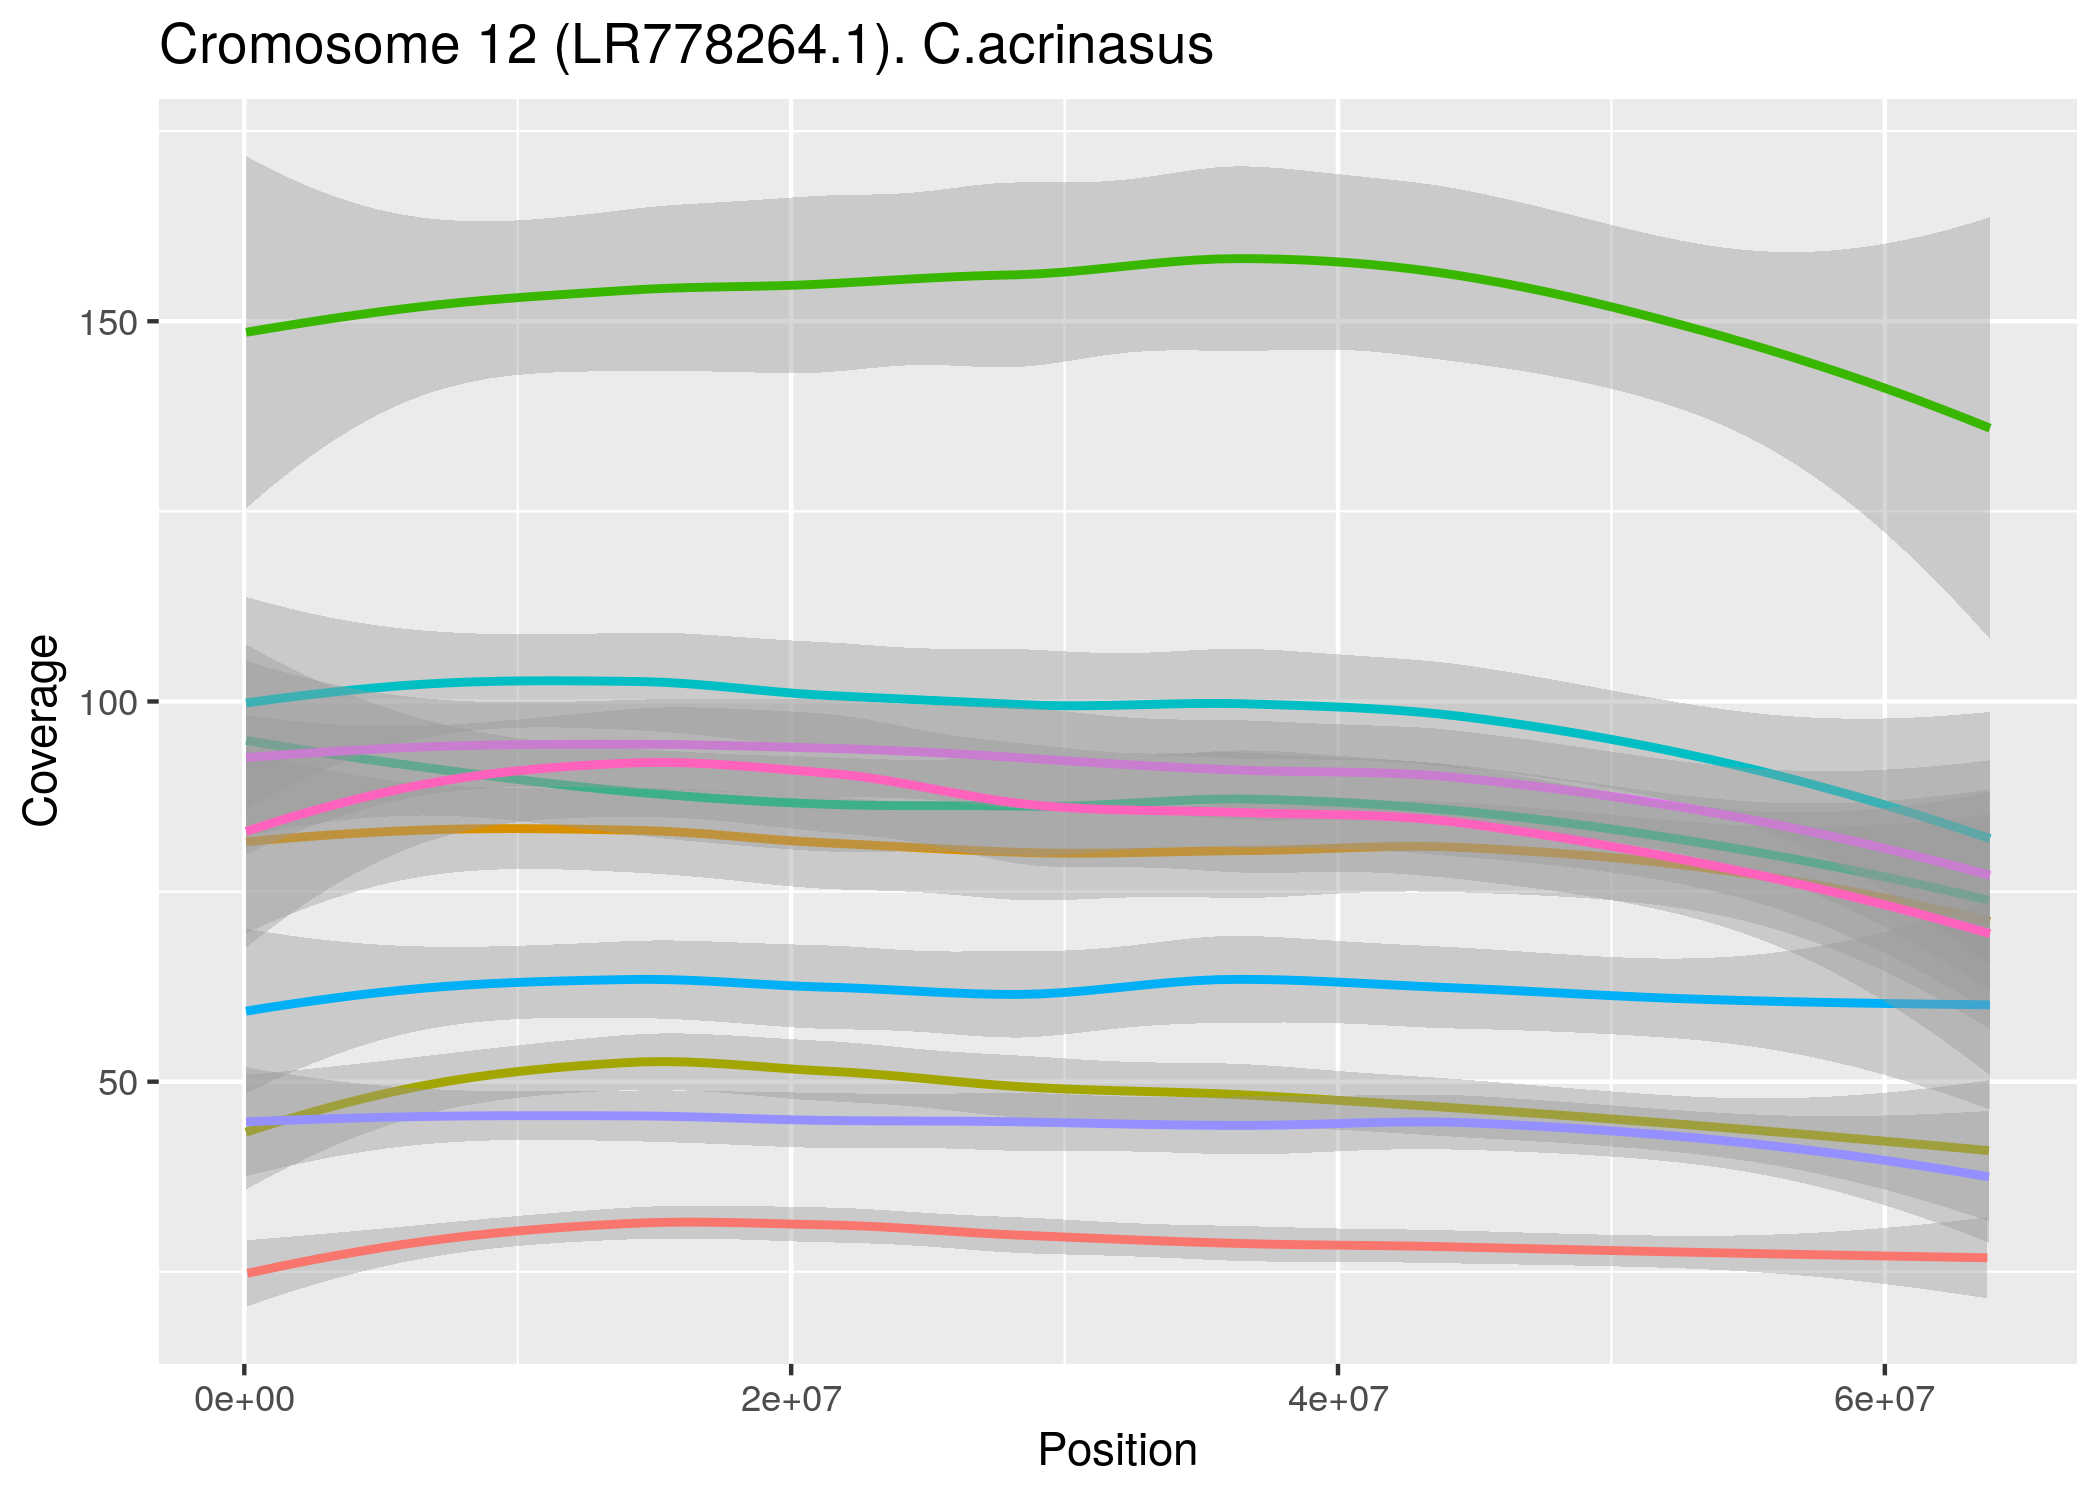 Cromosome 12 (LR778264.1). C.acrinasus
150
100
50
Coverage
0e+00 2e+07 4e+07 6e+07
Position